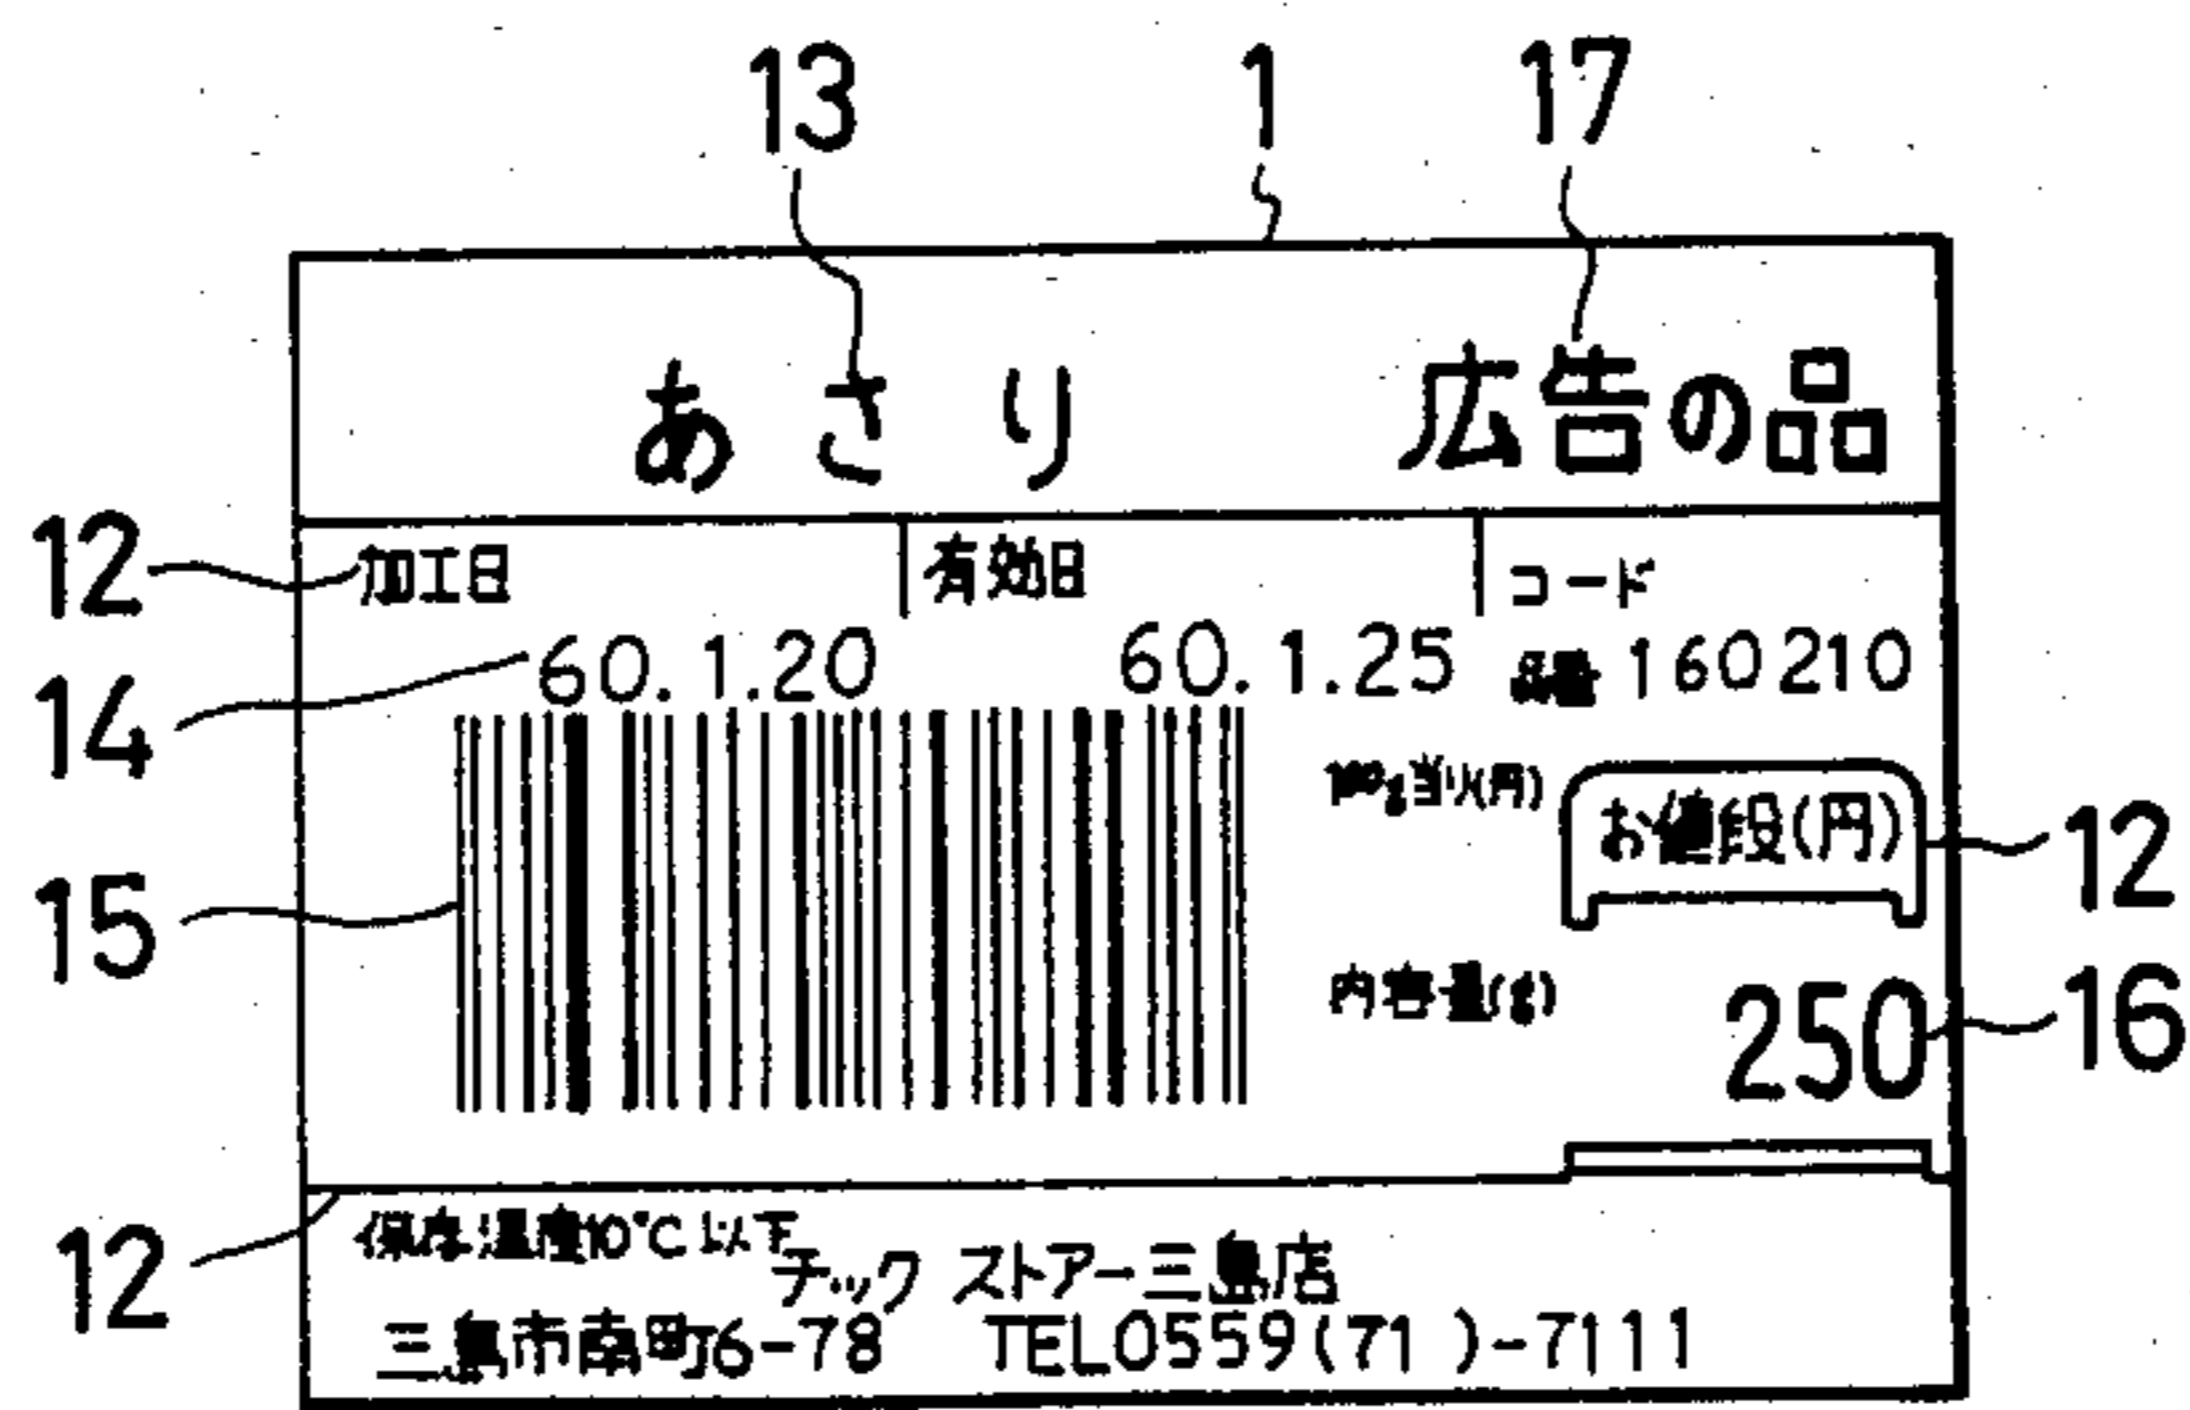 13 1 17
あさり 広告の品
12 加工日 有効日 コード
14 60.1.20 60.1.25 品番 160210
100g当り(円) お値段(円) 12
15
内容量(g) 250 16
12 保存温度10℃以下
チック ストアー三島店
三島市南町6-78 TEL0559(71)-7111